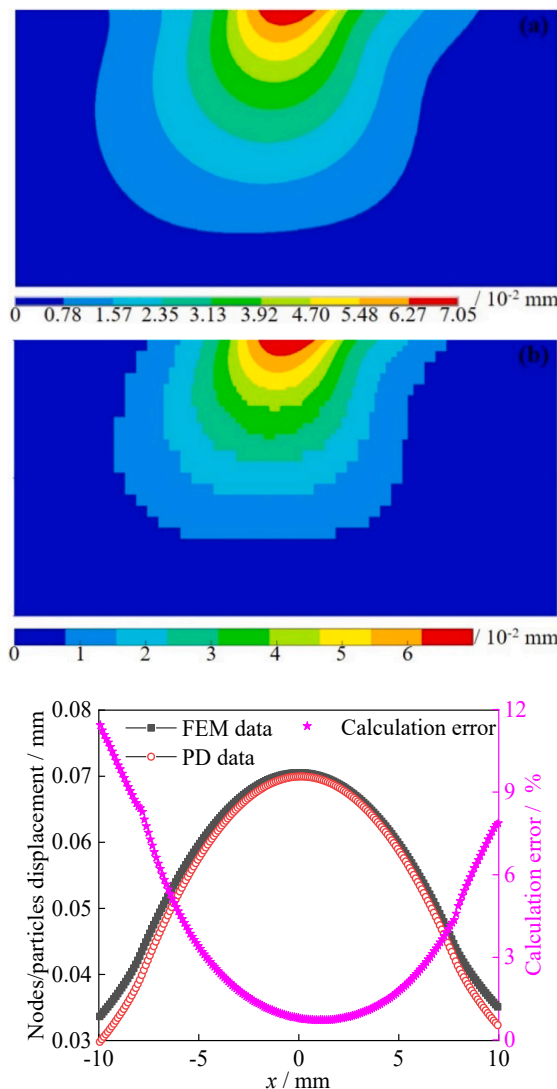 (a)
/ 10⁻² mm
0 0.78 1.57 2.35 3.13 3.92 4.70 5.48 6.27 7.05
(b)
/ 10⁻² mm
0 1 2 3 4 5 6
FEM data
PD data
Calculation error
Nodes/particles displacement / mm
0.08
0.07
0.06
0.05
0.04
0.03
12
9
6
3
0
Calculation error / %
-10 -5 0 5 10
x / mm